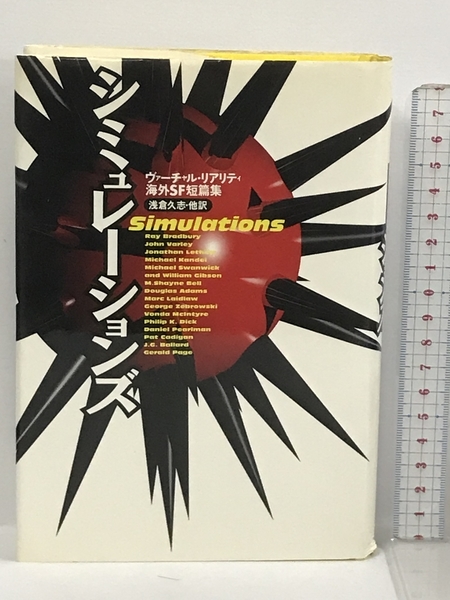 シミュレーションズ
ヴァーチャル・リアリティ
海外SF短篇集
浅倉久志・他訳
Simulations
Ray Bradbury
John Varley
Jonathan Lethem
Michael Kandel
Michael Swanwick
and William Gibson
M.Shayne Bell
Douglas Adams
Marc Laidlaw
George Zebrowski
Vonda McIntyre
Philip K. Dick
Daniel Pearlman
Pat Cadigan
J.G. Ballard
Gerald Page